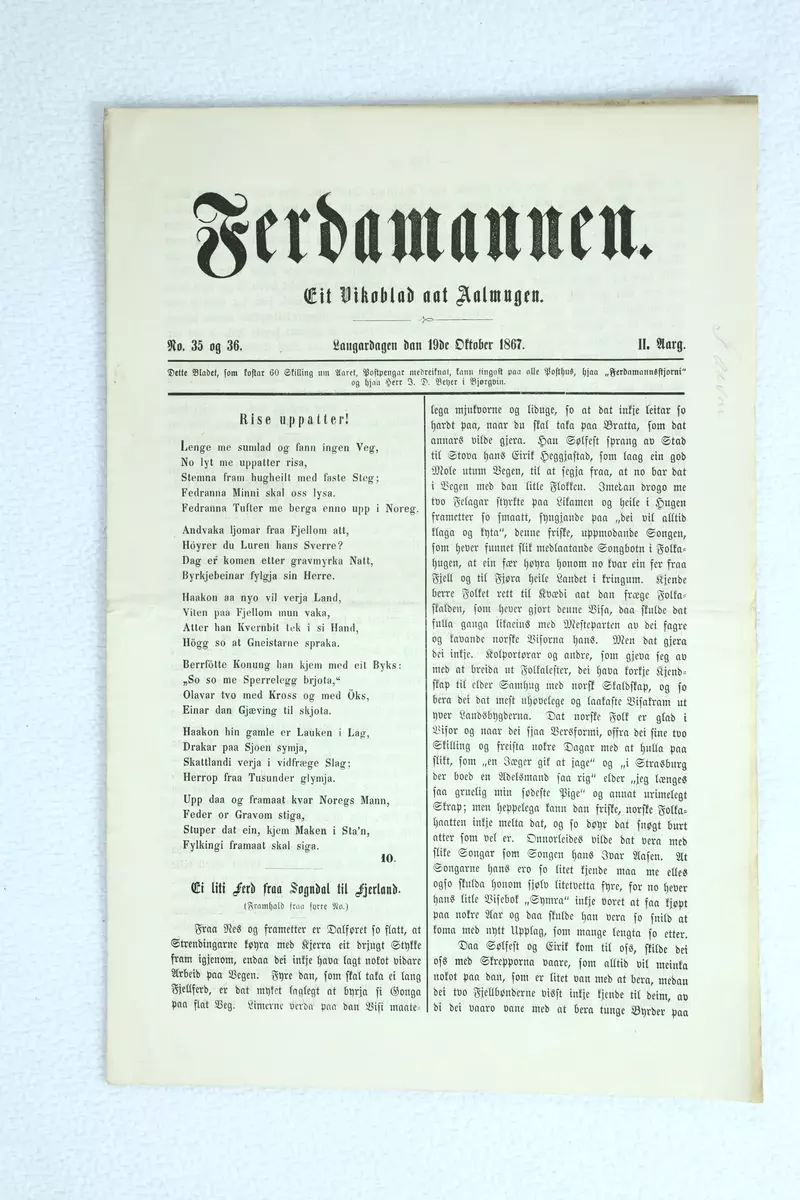 Ferdamannen.
Eit Vikoblad aat Aalmugen.
No. 35 og 36.
Laugardagen dan 19de Oktober 1867.
II. Aarg.
Dette Bladet, som kostar 60 Skilling um Aaret, Postpengar medreiknat, kann tingast paa alle Posthus, hjaa „Ferdamannsstjorni“
og hjaa Herr J. D. Beyer i Bjørgvin.
Rise uppatter!
Lenge me sumlad og fann ingen Veg,
No lyt me uppatter risa,
Stemna fram hugheilt med faste Steg;
Fedranna Minni skal oss lysa.
Fedranna Tufter me berga enno upp i Noreg.
Andvaka ljomar fraa Fjellom att,
Höyrer du Luren hans Sverre?
Dag er komen etter gravmyrka Natt,
Byrkjebeinar fylgja sin Herre.
Haakon aa nyo vil verja Land,
Viten paa Fjellom mun vaka,
Atter han Kvernbit tek i si Hand,
Högg so at Gneistarne spraka.
Berrfötte Konung han kjem med eit Byks:
„So so me Sperrelegg brjota,“
Olavar tvo med Kross og med Öks,
Einar dan Gjæving til skjota.
Haakon hin gamle er Lauken i Lag,
Drakar paa Sjoen symja,
Skattlandi verja i vidfræge Slag;
Herrop fraa Tusunder glymja.
Upp daa og framaat kvar Noregs Mann,
Feder or Gravom stiga,
Stuper dat ein, kjem Maken i Sta'n,
Fylkingi framaat skal siga.
10.
Ei liti Ferd fraa Sogndal til Fjerland.
(Framhald fraa fyrre No.)
Fraa Nes og frametter er Dalføret so flatt, at
Strendingarne køyra med Kjerra eit drjugt Stykke
fram igjenom, endaa dei inkje hava lagt nokot vidare
Arbeid paa Vegen. Fyre dan, som skal taka ei lang
Fjellferd, er dat myket laglegt at byrja si Gonga
paa flat Veg. Limerne verda paa dan Visi maate-
lega mjukvorne og liduge, so at dat inkje leitar so
hardt paa, naar du skal taka paa Bratta, som dat
annars vilde gjera. Han Sølfest sprang av Stad
til Stova hans Eirik Heggjastad, som laag ein god
Mole utum Vegen, til at segja fraa, at no bar dat
i Vegen med dan litle Flokken. Imedan drogo me
tvo Felagar styrkte paa Likamen og heile i Hugen
frametter so smaatt, syngjande paa „dei vil alltid
klaga og kyta“, denne friske, uppmodande Songen,
som hever funnet slik medlaatande Songbotn i Folka-
hugen, at ein fær høyra honom no kvar ein fer fraa
Fjell og til Fjøra heile Landet i kringum. Kjende
berre Folket rett til Kvædi aat dan fræge Folka-
skalden, som hever gjort denne Visa, daa skulde dat
fulla ganga likaeins med Mesteparten av dei fagre
og kavande norske Visorna hans. Men dat gjera
dei inkje. Kolportørar og andre, som gjeva seg av
med at breida ut Folkalester, dei hava korkje Kjend-
skap til elder Samhug med norsk Skaldskap, og so
bera dei dat mest uhøvelege og laakaste Visakram ut
yver Landsbygderna. Dat norske Folk er glad i
Visor og naar dei sjaa Versformi, offra dei sine tvo
Skilling og freista nokre Dagar med at hulla paa
slikt, som „en Jæger gik at jage“ og „i Strasburg
der boed en Adelsmand saa rig“ elder „jeg længes
saa gruelig min sødeste Pige“ og annat urimelegt
Skrap; men heppelega kann dan friske, norske Folka-
haatten inkje melta dat, og so døyr dat snøgt burt
atter som vel er. Onnorleides vilde dat vera med
slike Songar som Songen hans Ivar Aasen. At
Songarne hans ero so litet kjende maa me elles
ogso skulda honom sjølv litevetta fyre, for no hever
hans litle Visebok „Symra“ inkje voret at faa kjøpt
paa nokre Aar og daa skulde han vera so snild at
koma med nytt Upplag, som mange lengta so etter.
Daa Sølfest og Eirik kom til oss, skilde dei
oss med Skrepporna vaare, som alltid vil meinka
nokot paa dan, som er litet van med at bera, medan
dei tvo Fjellbønderne visst inkje kjende til deim, av
di dei vaaro vane med at bera tunge Byrder paa